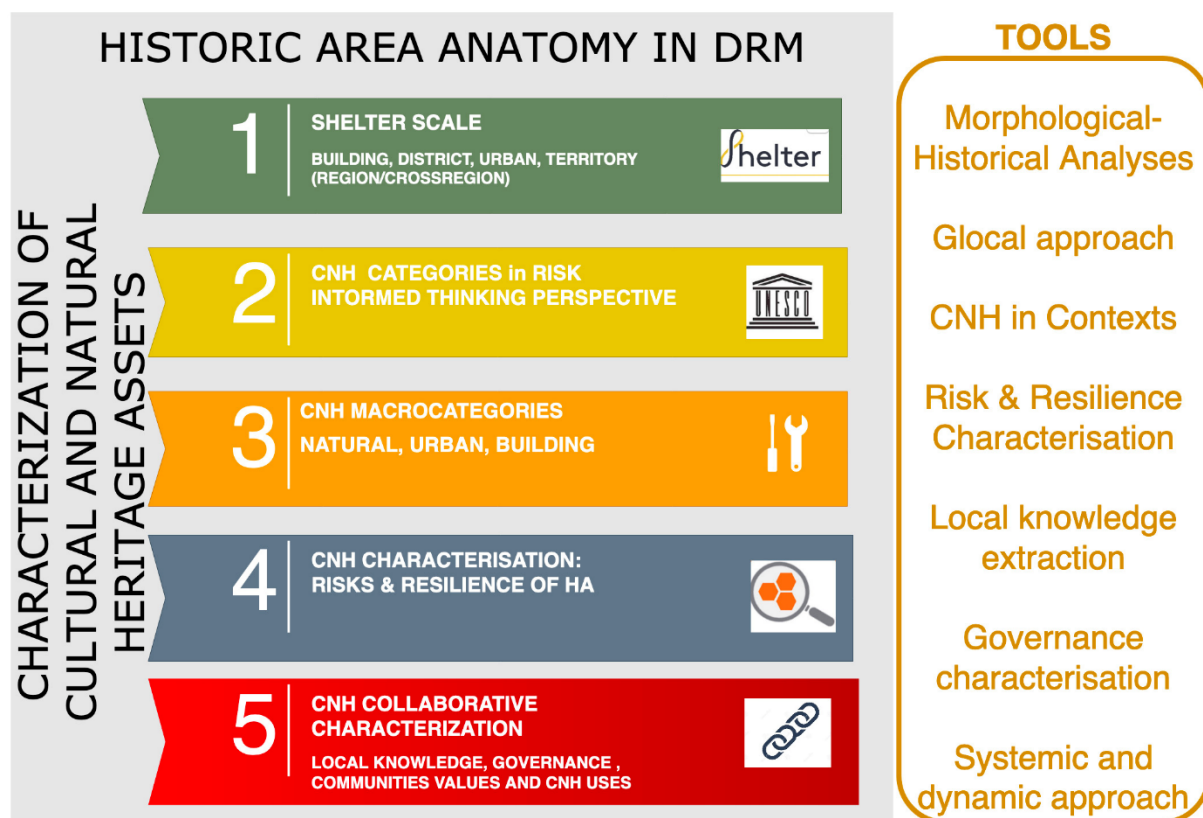 HISTORIC AREA ANATOMY IN DRM
CHARACTERIZATION OF
CULTURAL AND NATURAL
HERITAGE ASSETS
1
SHELTER SCALE
BUILDING, DISTRICT, URBAN, TERRITORY
(REGION/CROSSREGION)
Shelter
2
CNH CATEGORIES in RISK
INTORMED THINKING PERSPECTIVE
UNESCO
3
CNH MACROCATEGORIES
NATURAL, URBAN, BUILDING
4
CNH CHARACTERISATION:
RISKS & RESILIENCE OF HA
5
CNH COLLABORATIVE
CHARACTERIZATION
LOCAL KNOWLEDGE, GOVERNANCE ,
COMMUNITIES VALUES AND CNH USES
TOOLS
Morphological-
Historical Analyses
Glocal approach
CNH in Contexts
Risk & Resilience
Characterisation
Local knowledge
extraction
Governance
characterisation
Systemic and
dynamic approach